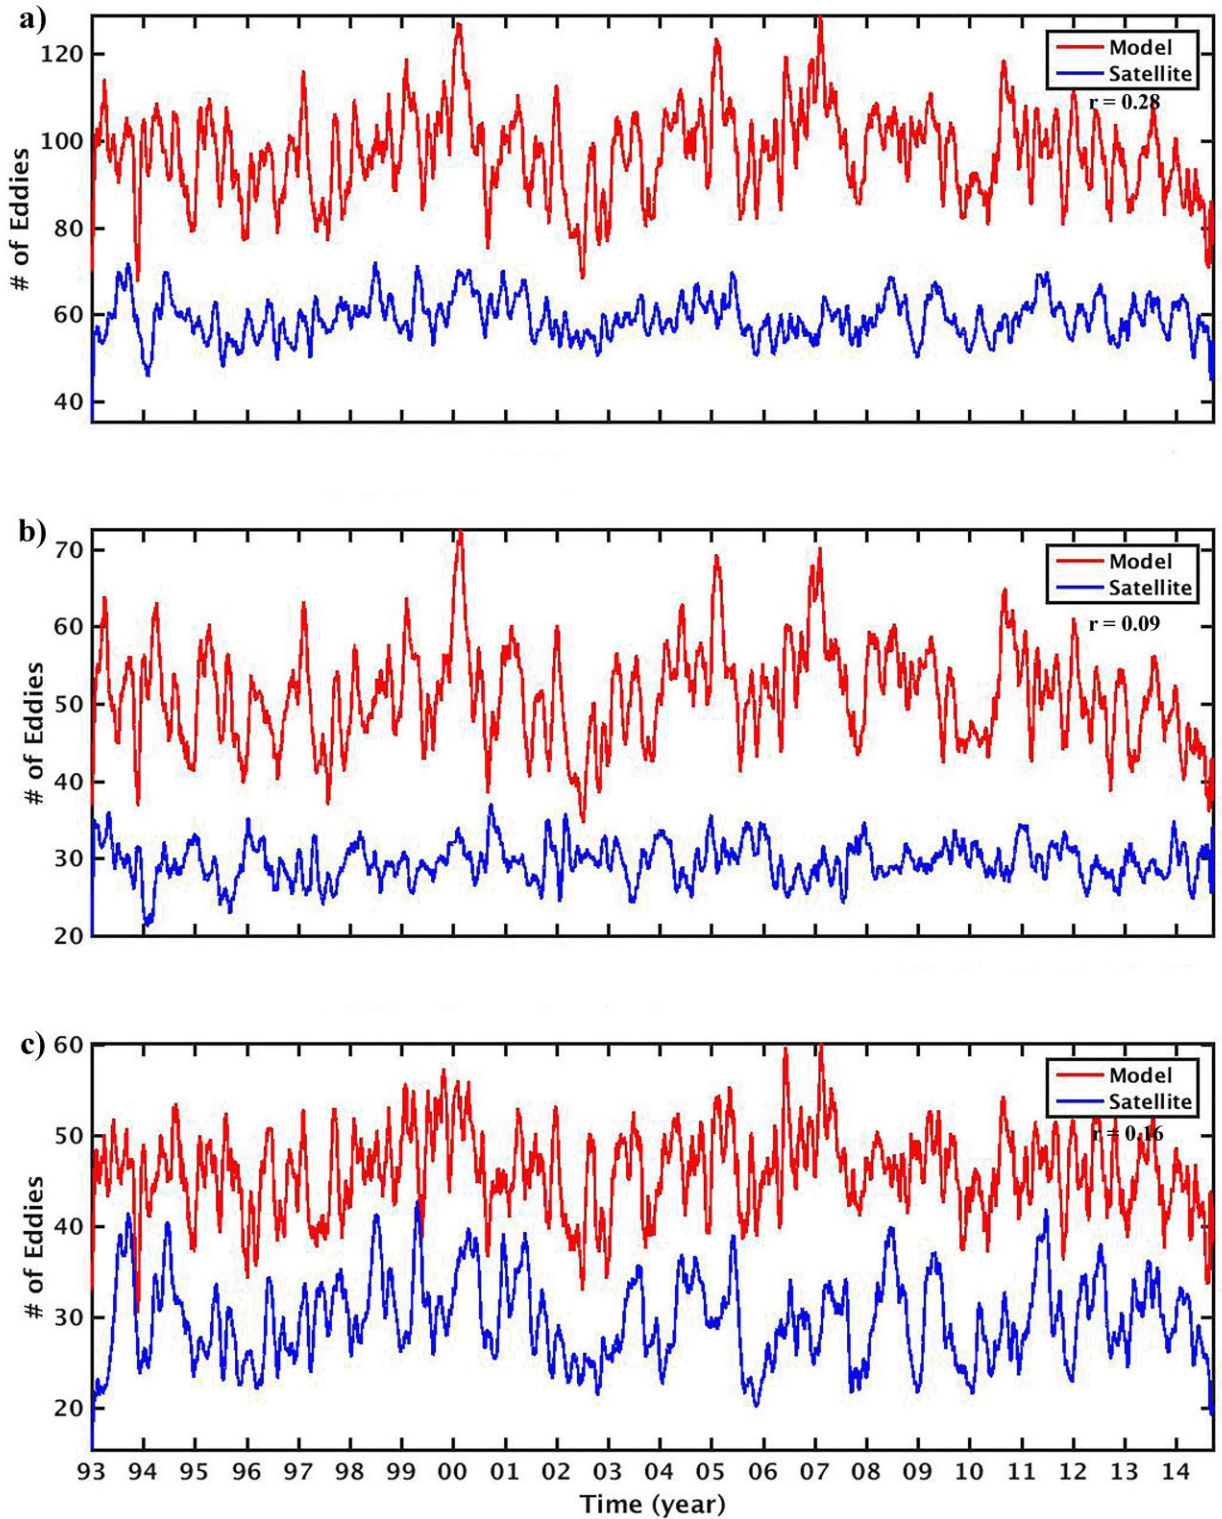 a)
120
100
80
60
40
# of Eddies
Model
Satellite
r = 0.28
b)
70
60
50
40
30
20
# of Eddies
Model
Satellite
r = 0.09
c)
60
50
40
30
20
# of Eddies
Model
Satellite
r = 0.16
93 94 95 96 97 98 99 00 01 02 03 04 05 06 07 08 09 10 11 12 13 14
Time (year)